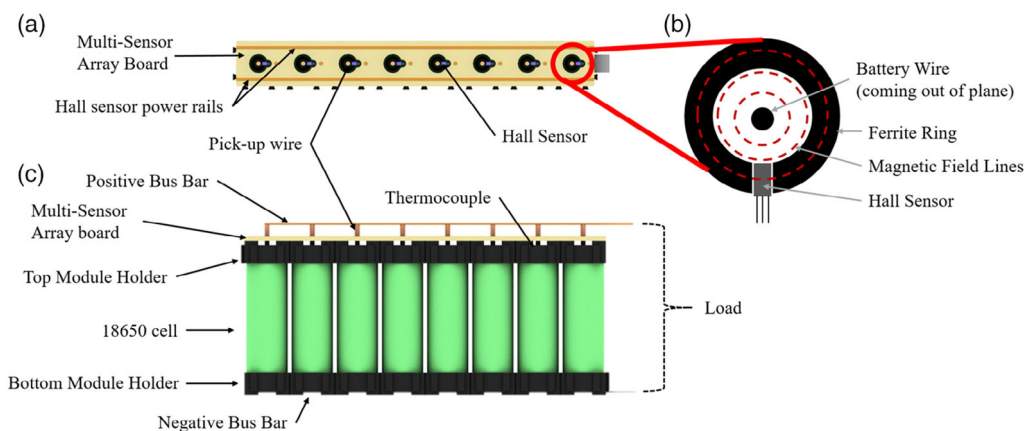 (a)
Multi-Sensor
Array Board
Hall sensor power rails
Pick-up wire
Hall Sensor
(b)
Battery Wire
(coming out of plane)
Ferrite Ring
Magnetic Field Lines
Hall Sensor
(c)
Positive Bus Bar
Thermocouple
Multi-Sensor
Array board
Top Module Holder
18650 cell
Bottom Module Holder
Negative Bus Bar
Load